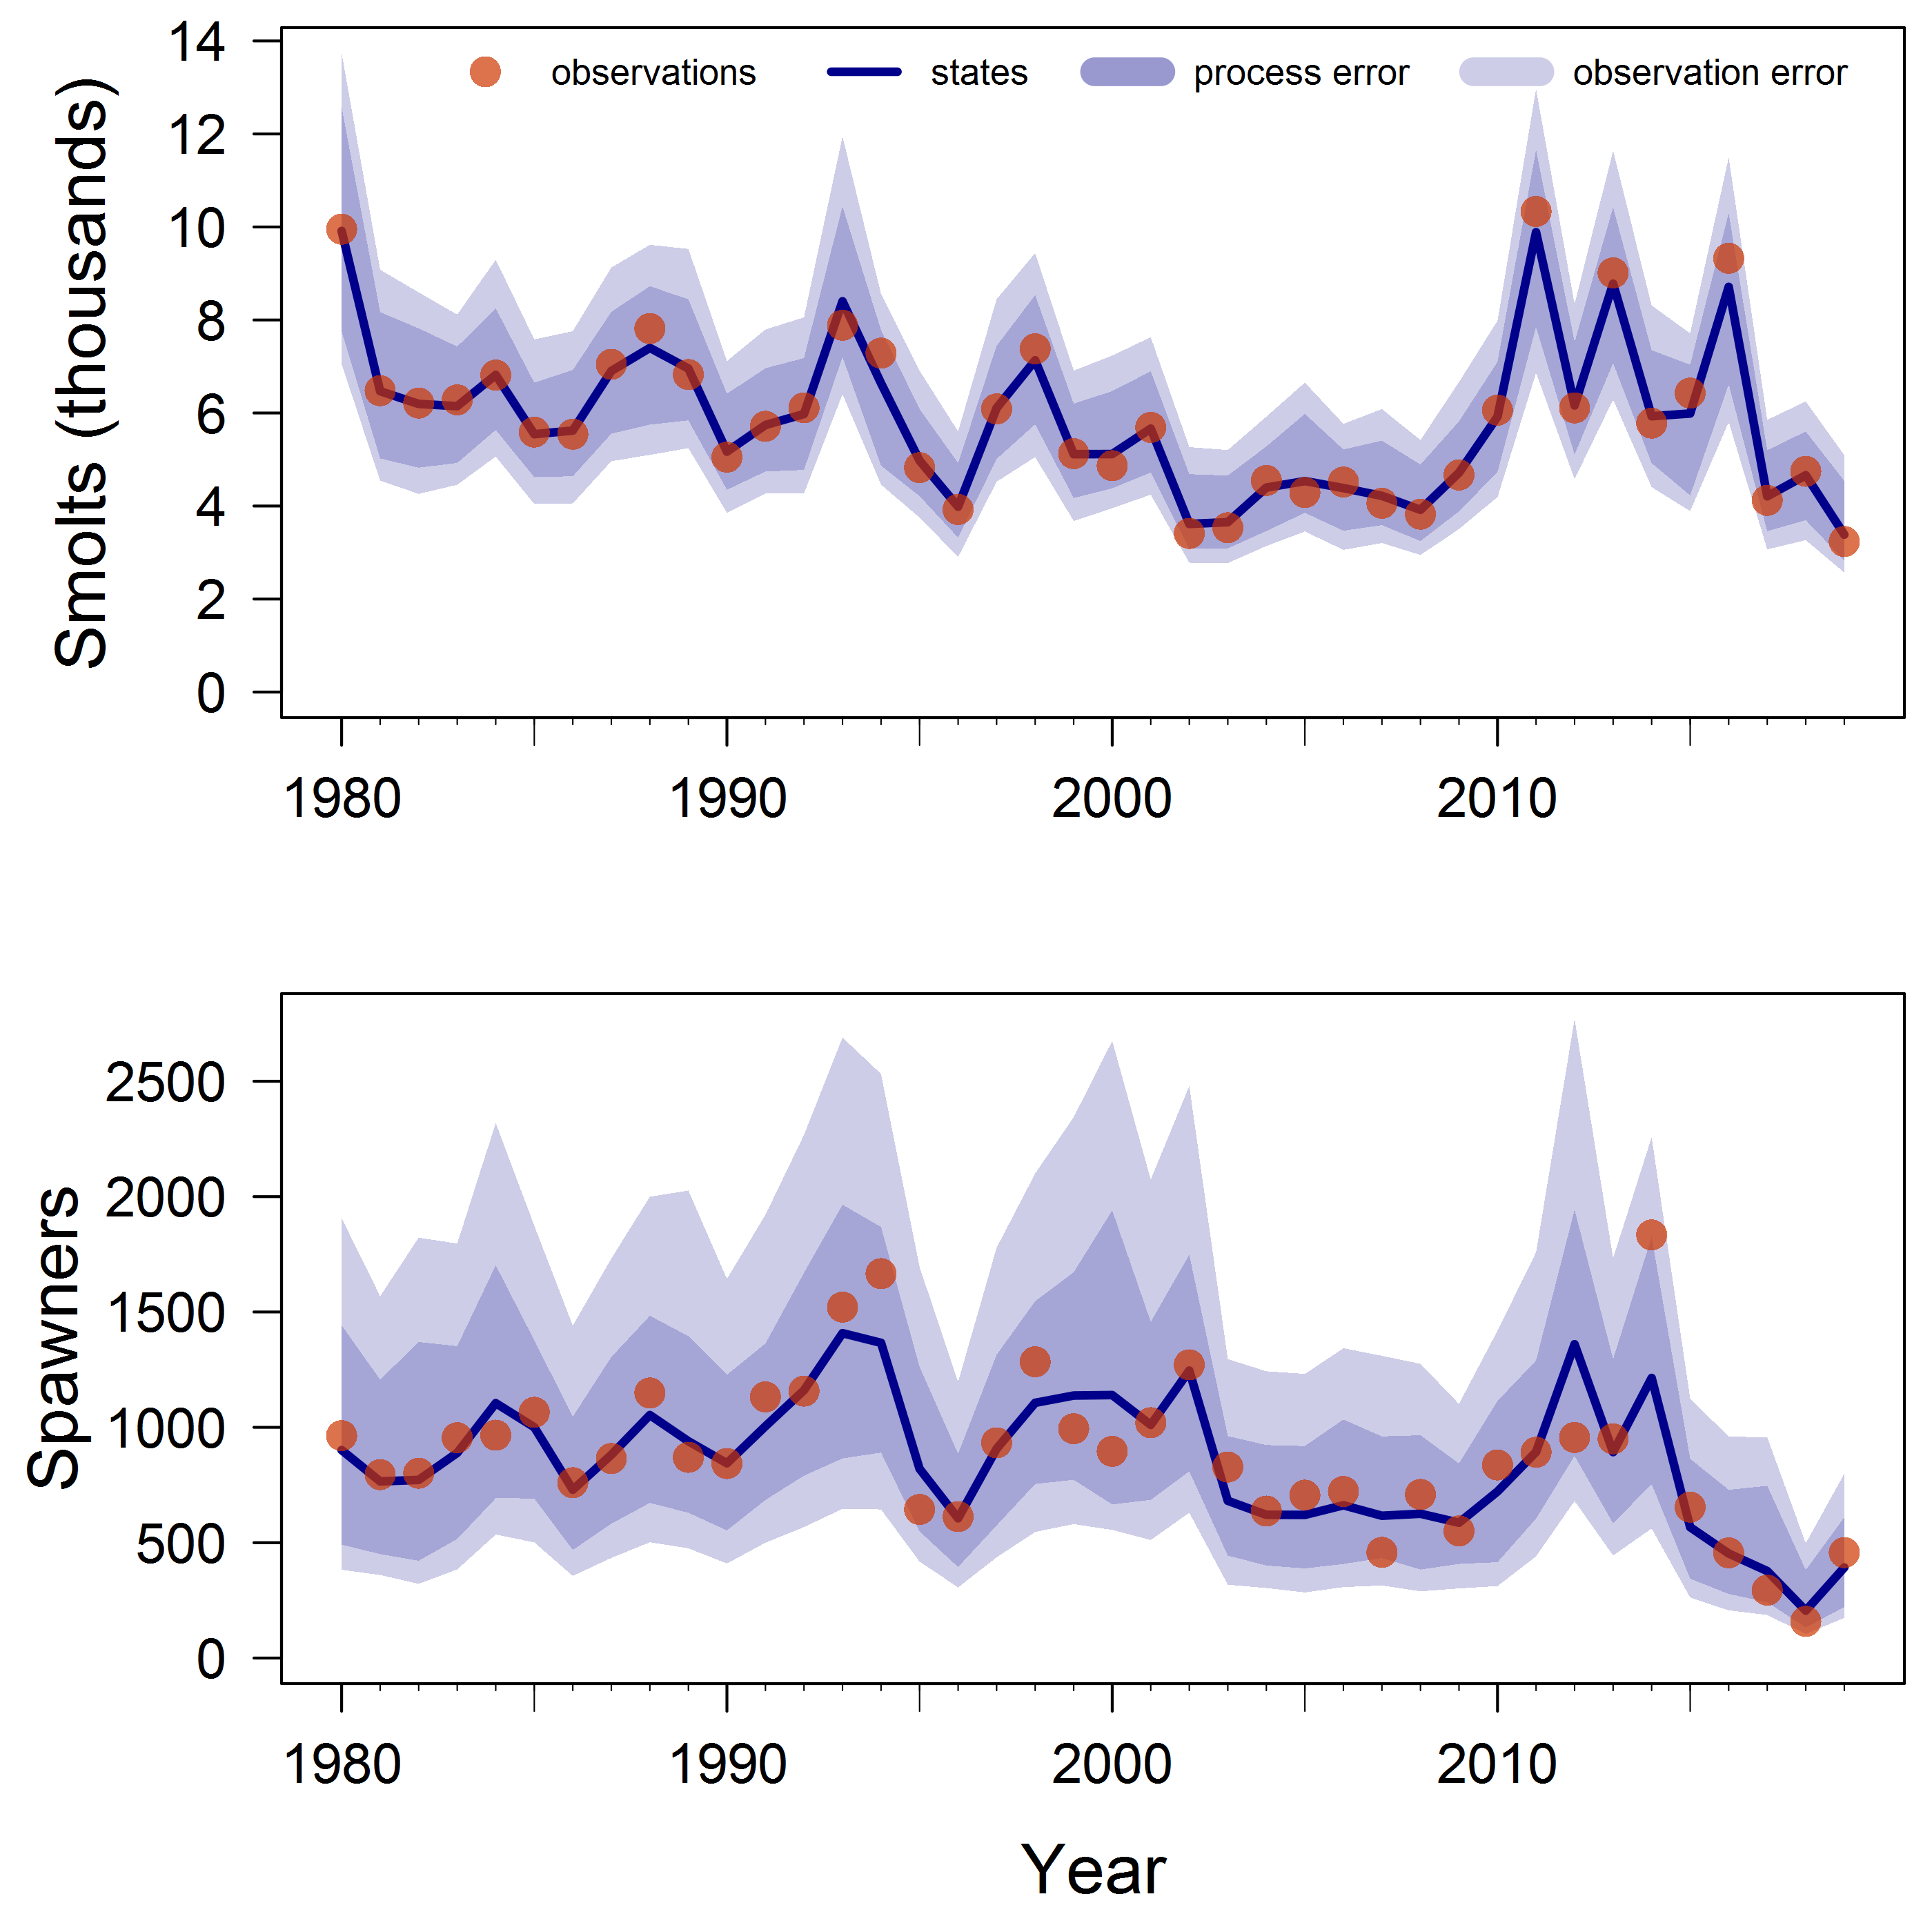 observations states process error observation error
Smolts (thousands)
14
12
10
8
6
4
2
0
1980 1990 2000 2010
Spawners
2500
2000
1500
1000
500
0
1980 1990 2000 2010
Year